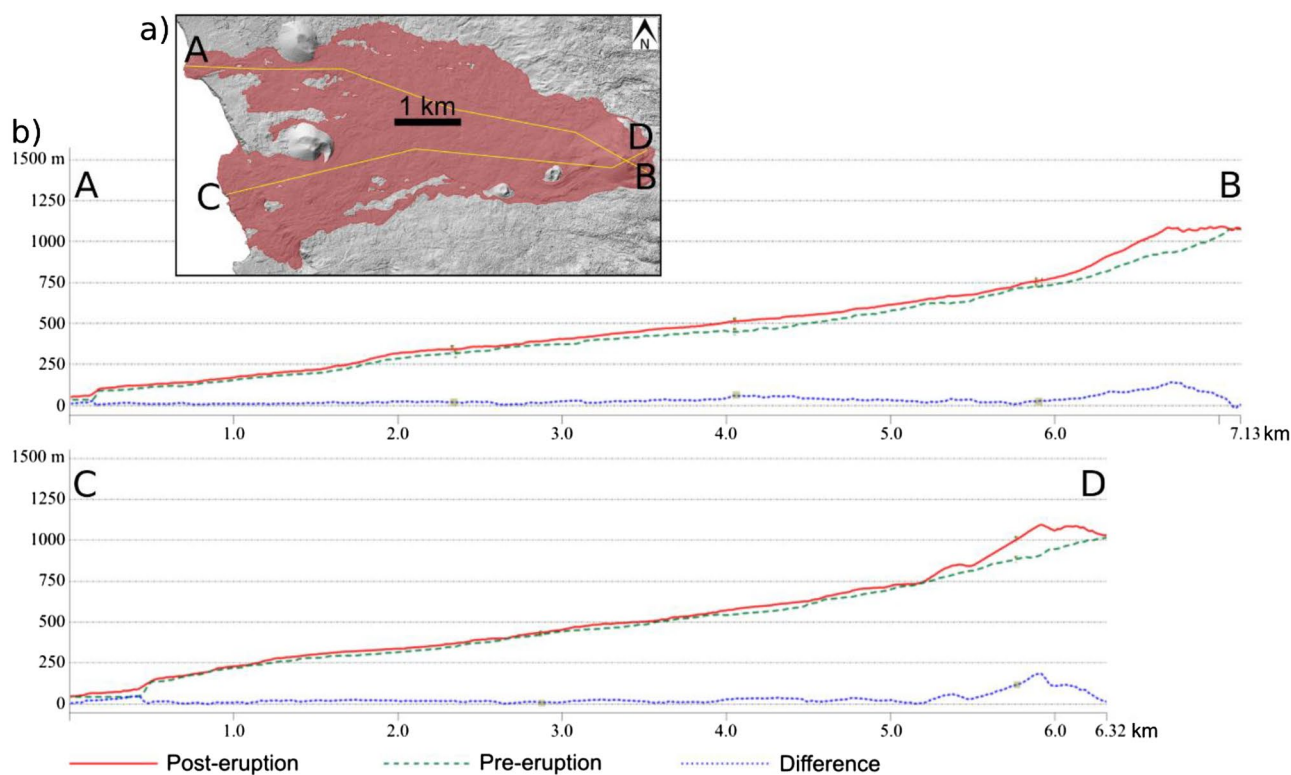 a)
A
N
1 km
D
B
C
b)
1500 m
A
B
1250
1000
750
500
250
0
1.0 2.0 3.0 4.0 5.0 6.0 7.13 km
1500 m
C
D
1250
1000
750
500
250
0
1.0 2.0 3.0 4.0 5.0 6.0 6.32 km
Post-eruption Pre-eruption Difference